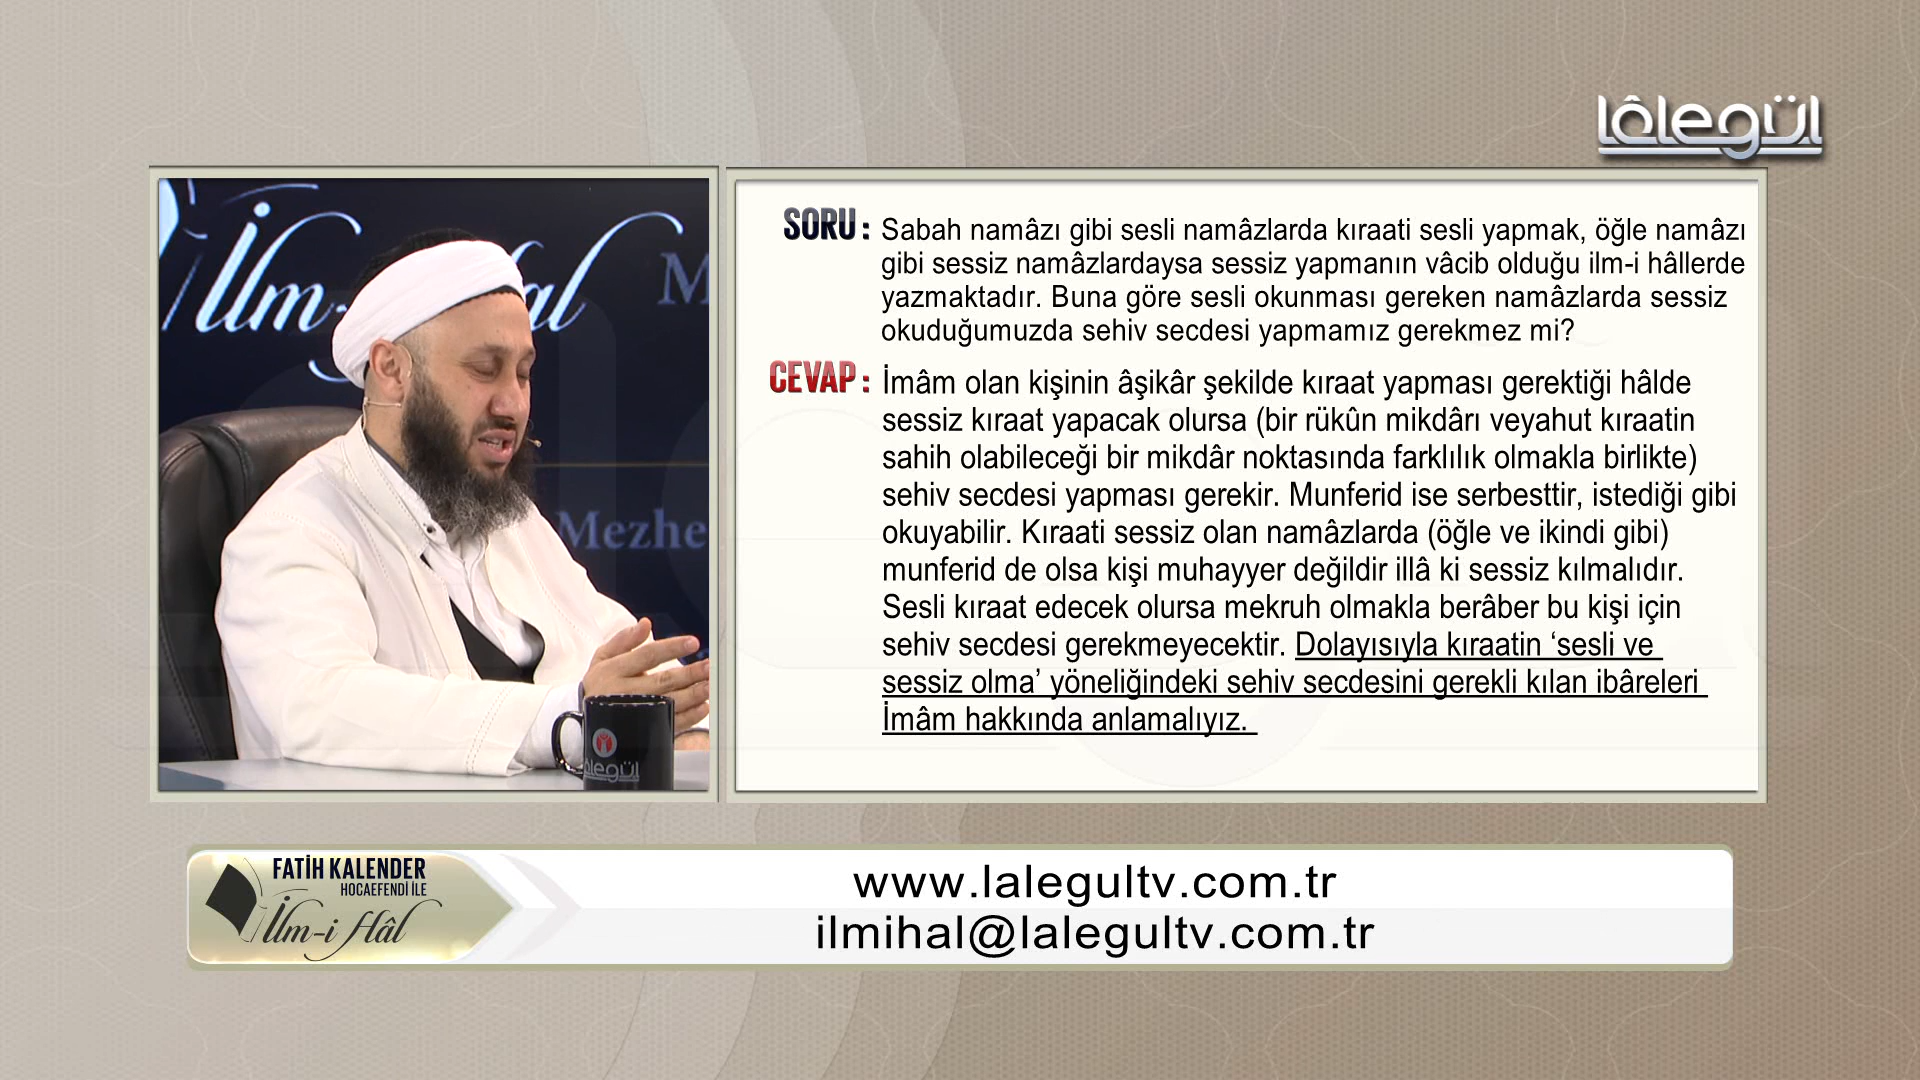 lâlegül
İlm-i Hâl
M
Mezhe
lâlegül
SORU : Sabah namâzı gibi sesli namâzlarda kıraati sesli yapmak, öğle namâzı
gibi sessiz namâzlardaysa sessiz yapmanın vâcib olduğu ilm-i hâllerde
yazmaktadır. Buna göre sesli okunması gereken namâzlarda sessiz
okuduğumuzda sehiv secdesi yapmamız gerekmez mi?
CEVAP : İmâm olan kişinin âşikâr şekilde kıraat yapması gerektiği hâlde
sessiz kıraat yapacak olursa (bir rükûn mikdârı veyahut kıraatin
sahih olabileceği bir mikdâr noktasında farklılık olmakla birlikte)
sehiv secdesi yapması gerekir. Munferid ise serbesttir, istediği gibi
okuyabilir. Kıraati sessiz olan namâzlarda (öğle ve ikindi gibi)
munferid de olsa kişi muhayyer değildir illâ ki sessiz kılmalıdır.
Sesli kıraat edecek olursa mekruh olmakla berâber bu kişi için
sehiv secdesi gerekmeyecektir. Dolayısıyla kıraatin ‘sesli ve
sessiz olma’ yöneliğindeki sehiv secdesini gerekli kılan ibâreleri
İmâm hakkında anlamalıyız.
FATİH KALENDER
HOCAEFENDİ İLE
İlm-i Hâl
www.lalegultv.com.tr
ilmihal@lalegultv.com.tr